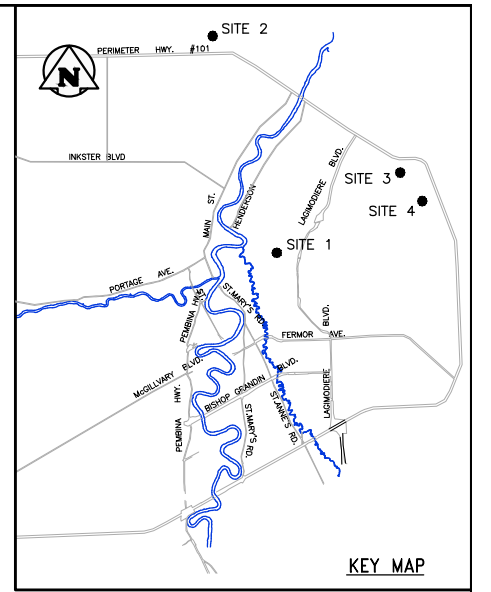 SITE 2
PERIMETER HWY. #101
N
INKSTER BLVD
LAGIMODIERE BLVD.
SITE 3
SITE 4
MAIN ST.
HENDERSON
SITE 1
PORTAGE AVE.
PEMBINA HWY.
ST.
ST.MARY'S RD.
BLVD.
FERMOR AVE.
McGILLVARY BLVD.
BISHOP GRANDIN BLVD.
LAGIMODIERE
PEMBINA HWY.
ST.MARY'S RD.
ST.ANNE'S RD.
KEY MAP